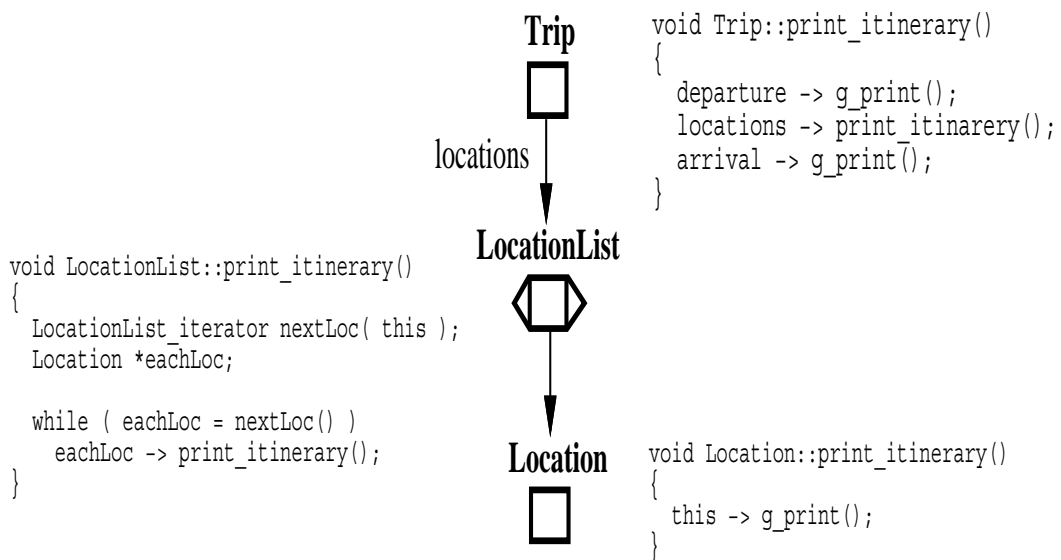 Trip
void Trip::print_itinerary()
{
departure -> g_print();
locations -> print_itinarery();
arrival -> g_print();
}
locations
LocationList
void LocationList::print_itinerary()
{
LocationList_iterator nextLoc( this );
Location *eachLoc;
while ( eachLoc = nextLoc() )
eachLoc -> print_itinerary();
}
Location
void Location::print_itinerary()
{
this -> g_print();
}